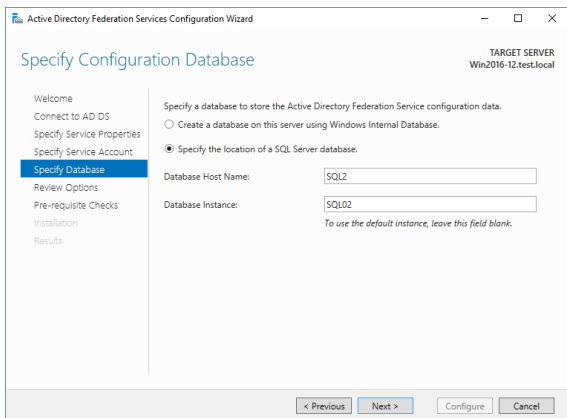 Active Directory Federation Services Configuration Wizard
Specify Configuration Database
TARGET SERVER
Win2016-12.test.local
Welcome
Connect to AD DS
Specify Service Properties
Specify Service Account
Specify Database
Review Options
Pre-requisite Checks
Installation
Results
Specify a database to store the Active Directory Federation Service configuration data.
Create a database on this server using Windows Internal Database.
Specify the location of a SQL Server database.
Database Host Name: SQL2
Database Instance: SQL02
To use the default instance, leave this field blank.
< Previous Next > Configure Cancel